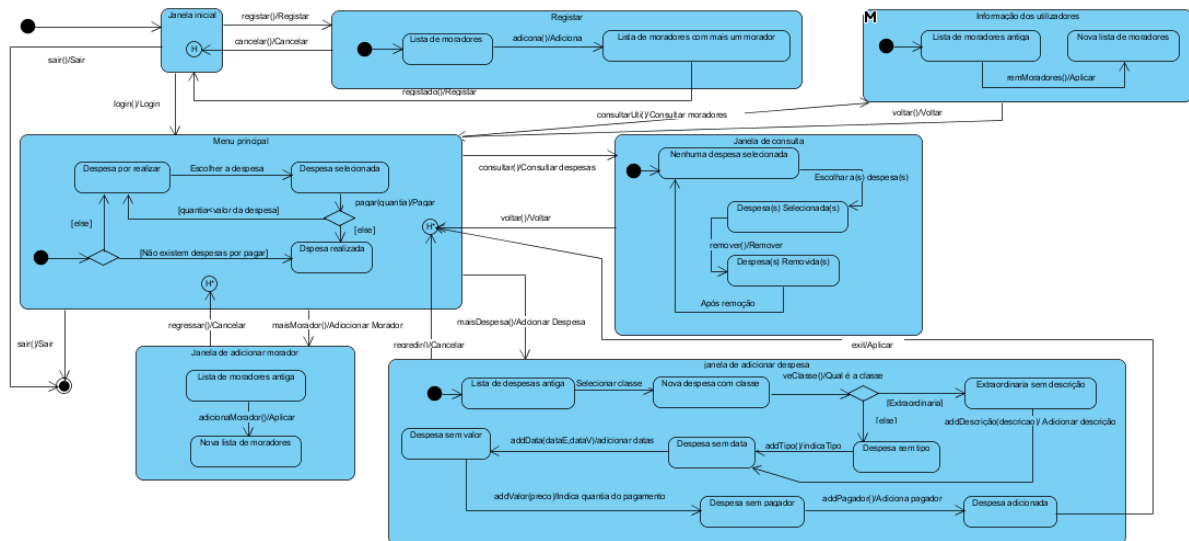 Janela inicial
H
registar()/Registar
cancelar()/Cancelar
Registar
Lista de moradores
adicona()/Adiciona
Lista de moradores com mais um morador
registado()/Registar
M
Informação dos utilizadores
Lista de moradores antiga
Nova lista de moradores
remMoradores()/Aplicar
sair()/Sair
login()/Login
consultarUti()/Consultar moradores
voltar()/Voltar
Menu principal
Despesa por realizar
Escolher a despesa
Despesa selecionada
pagar(quantia)/Pagar
[quantia<valor da despesa]
[else]
[else]
[Não existem despesas por pagar]
Dspesa realizada
H*
H*
consultar()/Consultar despesas
voltar()/Voltar
Janela de consulta
Nenhuma despesa selecionada
Escolhar a(s) despesa(s)
Despesa(s) Selecionada(s)
remover()/Remover
Despesa(s) Removida(s)
Após remoção
sair()/Sair
regressar()/Cancelar
maisMorador()/Adiocionar Morador
maisDespesa()/Adcionar Despesa
regredir()/Cancelar
exit/Aplicar
Janela de adicionar morador
Lista de moradores antiga
adicionaMorador()/Aplicar
Nova lista de moradores
janela de adicionar despesa
Lista de despesas antiga
Selecionar classe
Nova despesa com classe
veClasse()/Qual é a classe
[Extraordinaria]
Extraordinaria sem descrição
[else]
addDescrição(descricao)/ Adicionar descrição
Despesa sem valor
addData(dataE,dataV)/adicionar datas
Despesa sem data
addTipo()/indicaTipo
Despesa sem tipo
addValor(preco)/Indica quantia do pagamento
Despesa sem pagador
addPagador()/Adiciona pagador
Despesa adicionada